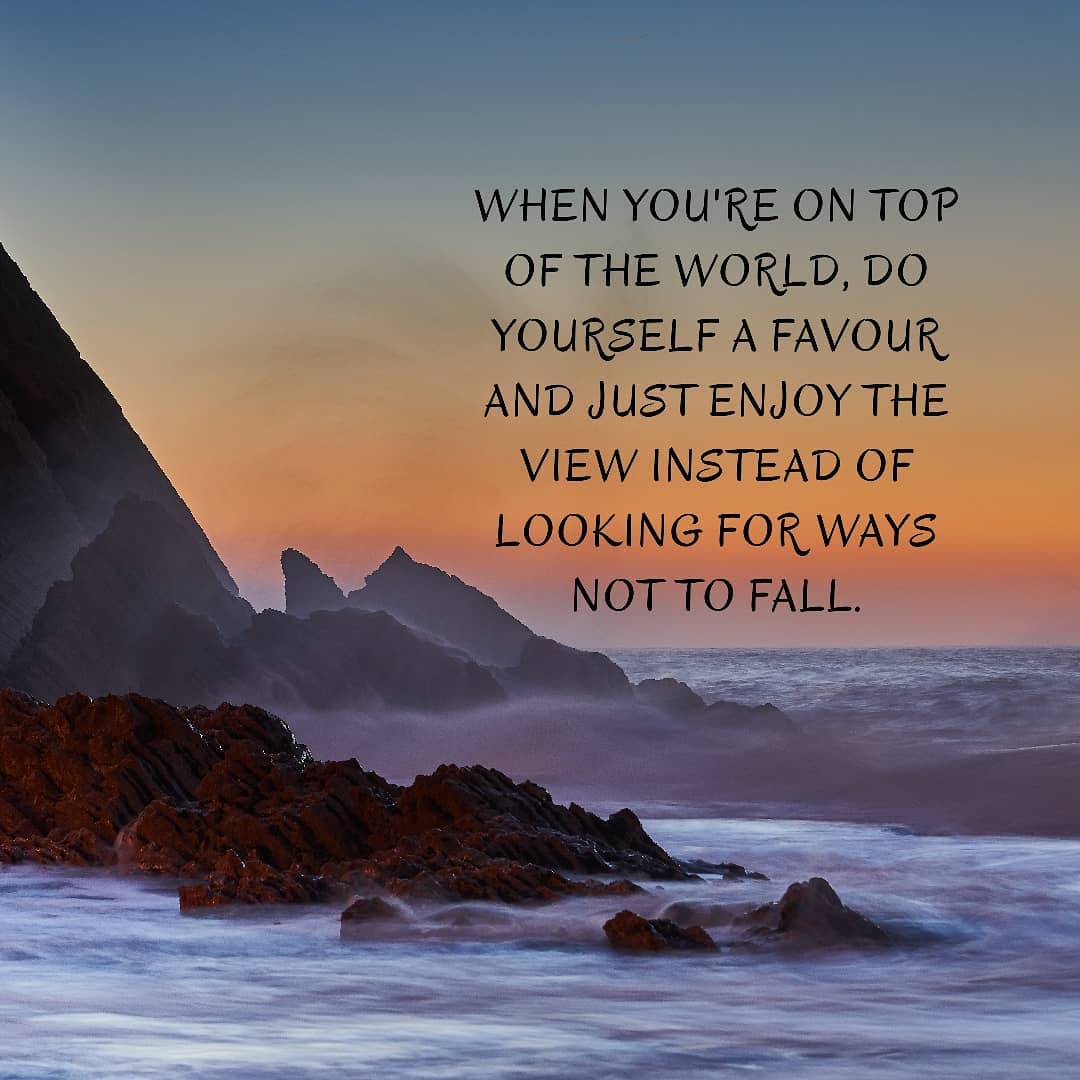 WHEN YOU'RE ON TOP
OF THE WORLD, DO
YOURSELF A FAVOUR
AND JUST ENJOY THE
VIEW INSTEAD OF
LOOKING FOR WAYS
NOT TO FALL.